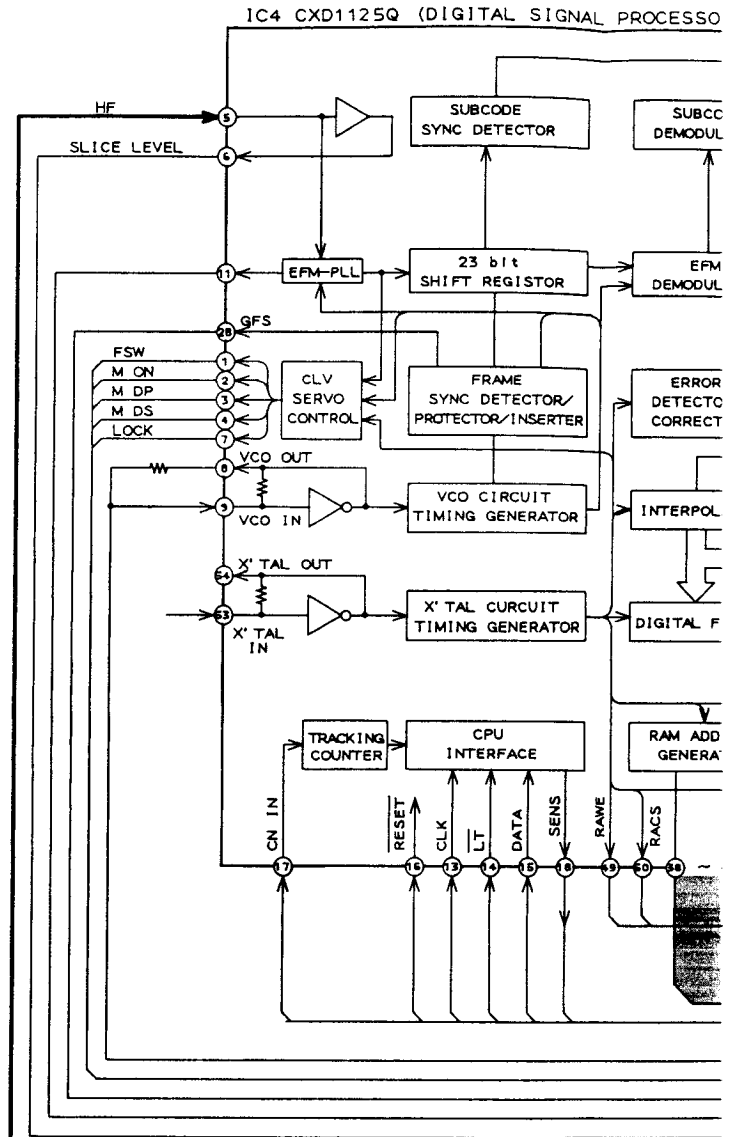 IC4 CXD1125Q (DIGITAL SIGNAL PROCESSO
HF
5
SUBCODE
SYNC DETECTOR
SUBCC
DEMODUL
SLICE LEVEL
6
11
EFM-PLL
23 bit
SHIFT REGISTOR
EFM
DEMODUL
28
GFS
FSW
1
M ON
2
M DP
3
M DS
4
LOCK
7
CLV
SERVO
CONTROL
FRAME
SYNC DETECTOR/
PROTECTOR/INSERTER
ERROR
DETECTO
CORRECT
8
VCO OUT
9
VCO IN
VCO CIRCUIT
TIMING GENERATOR
INTERPOL
54
X' TAL OUT
53
X' TAL
IN
X' TAL CURCUIT
TIMING GENERATOR
DIGITAL F
TRACKING
COUNTER
CPU
INTERFACE
RAM ADD
GENERAT
CN IN
RESET
CLK
LT
DATA
SENS
RAWE
RACS
17
16
13
14
15
18
49
50
38
~